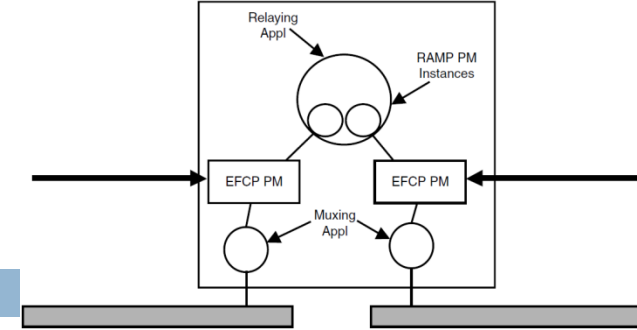 Relaying
Appl
RAMP PM
Instances
EFCP PM
EFCP PM
Muxing
Appl